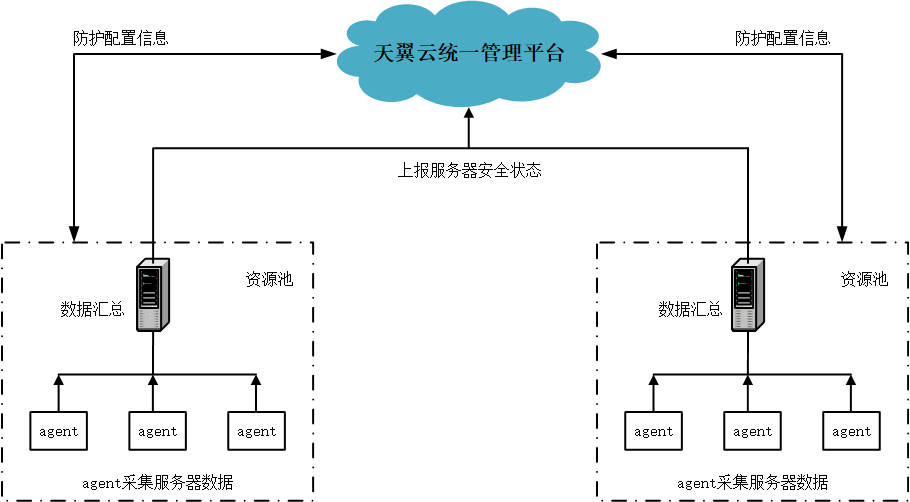 防护配置信息
天翼云统一管理平台
防护配置信息
上报服务器安全状态
资源池
数据汇总
agent
agent
agent
agent采集服务器数据
资源池
数据汇总
agent
agent
agent
agent采集服务器数据